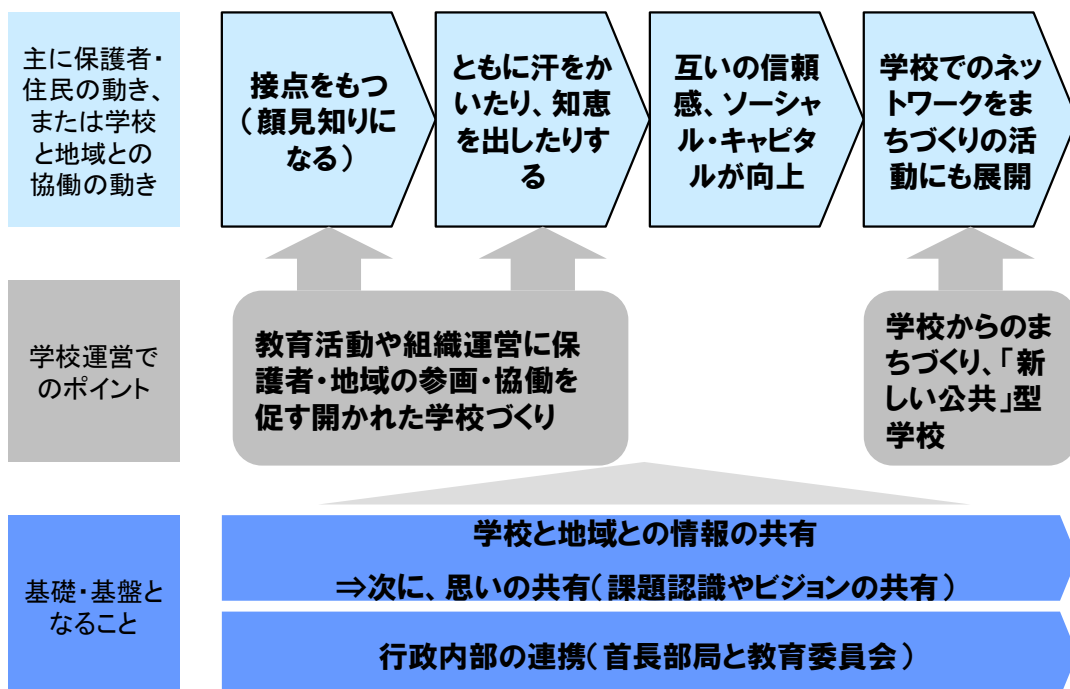 主に保護者・
住民の動き、
または学校
と地域との
協働の動き
接点をもつ
（顔見知りに
なる）
ともに汗をか
いたり、知恵
を出したりす
る
互いの信頼
感、ソーシャ
ル・キャピタ
ルが向上
学校でのネッ
トワークをま
ちづくりの活
動にも展開
学校運営で
のポイント
教育活動や組織運営に保
護者・地域の参画・協働を
促す開かれた学校づくり
学校からのま
ちづくり、「新
しい公共」型
学校
基礎・基盤と
なること
学校と地域との情報の共有
⇒次に、思いの共有（課題認識やビジョンの共有）
行政内部の連携（首長部局と教育委員会）